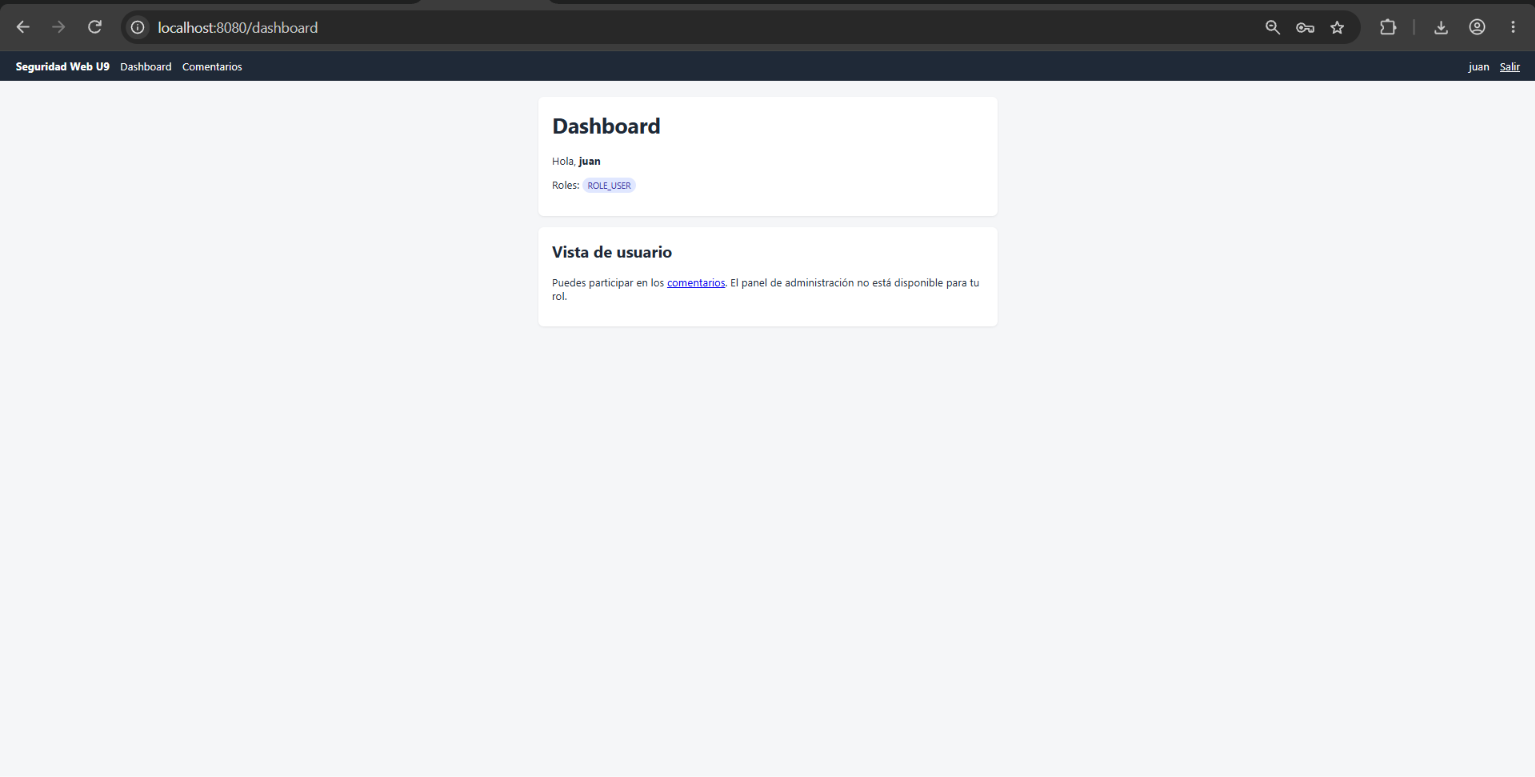 localhost:8080/dashboard
Seguridad Web U9 Dashboard Comentarios juan Salir
Dashboard
Hola, juan
Roles: ROLE_USER
Vista de usuario
Puedes participar en los comentarios. El panel de administración no está disponible para tu
rol.